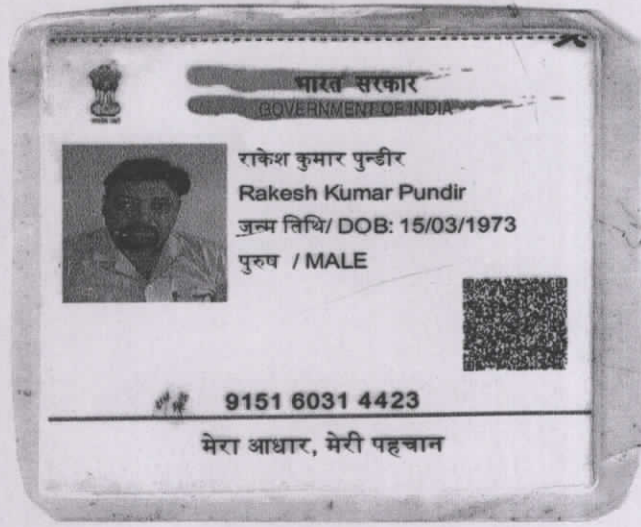 भारत सरकार
GOVERNMENT OF INDIA
राकेश कुमार पुन्डीर
Rakesh Kumar Pundir
जन्म तिथि/ DOB: 15/03/1973
पुरुष / MALE
9151 6031 4423
मेरा आधार, मेरी पहचान